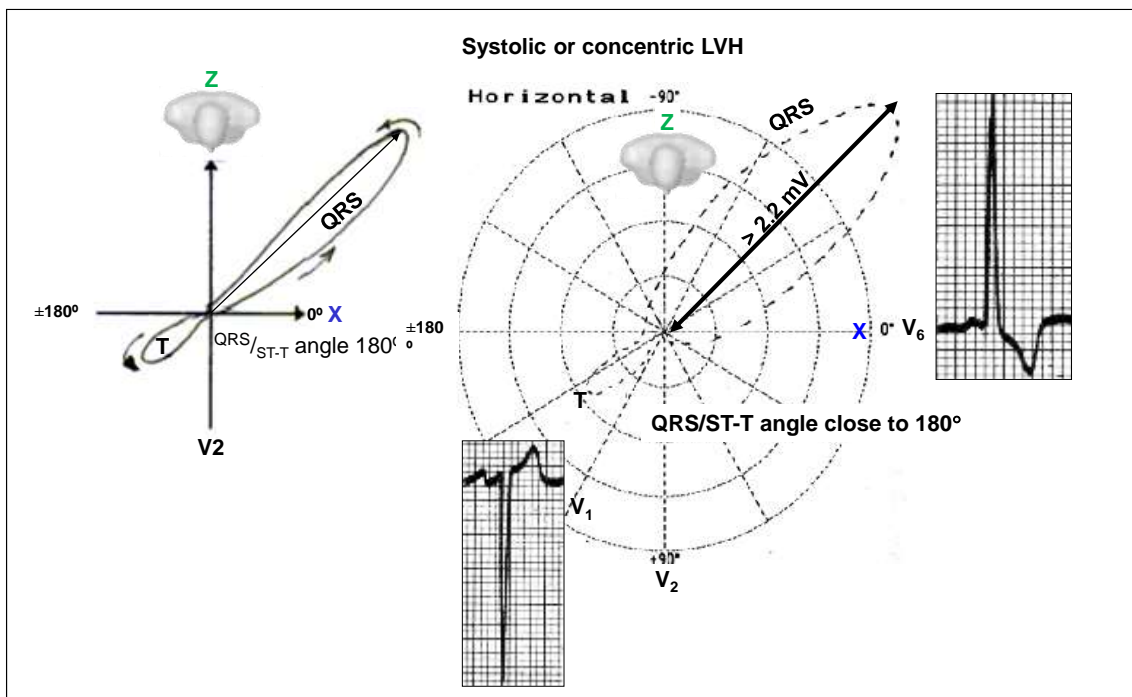 Systolic or concentric LVH
Z
QRS
T
±180º
0º X
QRS/ST-T angle 180º
V2
Horizontal -90°
Z
QRS
> 2.2 mV
±180
º
X 0° V6
T
QRS/ST-T angle close to 180º
V1
+90°
V2